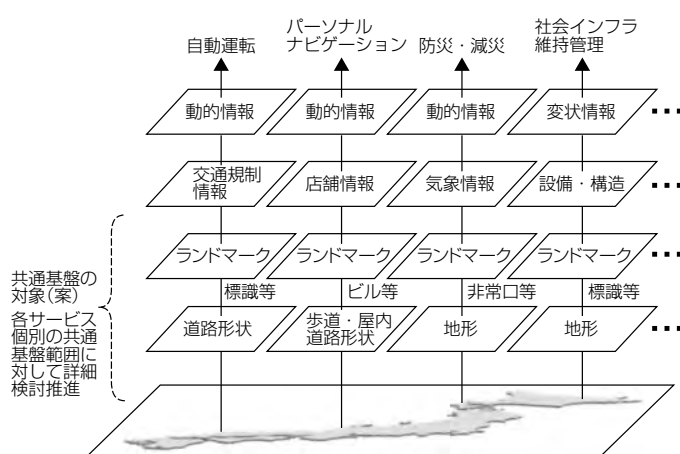 自動運転
パーソナル
ナビゲーション
防災・減災
社会インフラ
維持管理
動的情報
動的情報
動的情報
変状情報
•••
交通規制
情報
店舗情報
気象情報
設備・構造
•••
ランドマーク
ランドマーク
ランドマーク
ランドマーク
•••
標識等
ビル等
非常口等
標識等
道路形状
歩道・屋内
道路形状
地形
地形
•••
共通基盤の
対象（案）
各サービス
個別の共通
基盤範囲に
対して詳細
検討推進